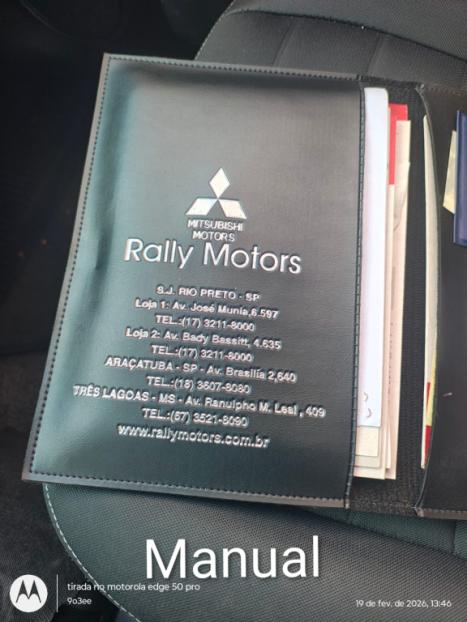 MITSUBISHI
MOTORS
Rally Motors
S.J. RIO PRETO - SP
Loja 1: Av. José Munia,6.597
TEL.:(17) 3211-8000
Loja 2: Av. Bady Bassitt, 4.635
TEL.:(17) 3211-8000
ARAÇATUBA - SP - Av. Brasília 2,640
TEL.:(18) 3607-8080
TRÊS LAGOAS - MS - Av. Ranulpho M. Leal , 409
TEL.:(67) 3521-8090
www.rallymotors.com.br
Manual
tirada no motorola edge 50 pro
9o3ee
19 de fev. de 2026, 13:46